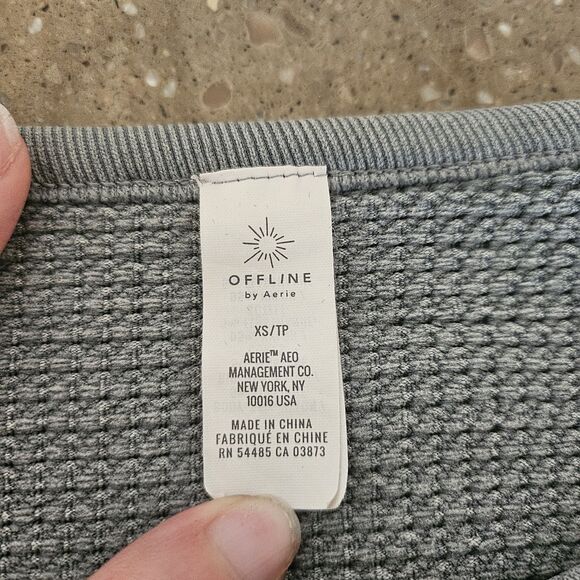 OFFLINE
by Aerie
XS/TP
AERIE™ AEO
MANAGEMENT CO.
NEW YORK, NY
10016 USA
MADE IN CHINA
FABRIQUÉ EN CHINE
RN 54485 CA 03873